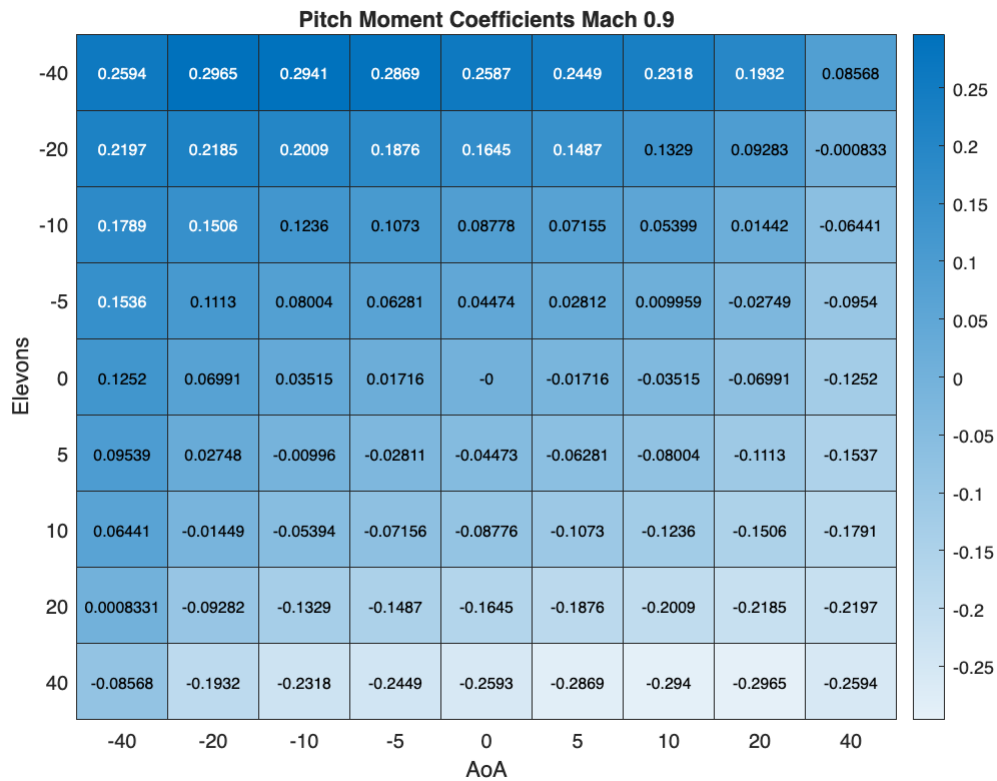 Pitch Moment Coefficients Mach 0.9
-40 0.2594 0.2965 0.2941 0.2869 0.2587 0.2449 0.2318 0.1932 0.08568
-20 0.2197 0.2185 0.2009 0.1876 0.1645 0.1487 0.1329 0.09283 -0.000833
-10 0.1789 0.1506 0.1236 0.1073 0.08778 0.07155 0.05399 0.01442 -0.06441
-5 0.1536 0.1113 0.08004 0.06281 0.04474 0.02812 0.009959 -0.02749 -0.0954
0 0.1252 0.06991 0.03515 0.01716 -0 -0.01716 -0.03515 -0.06991 -0.1252
5 0.09539 0.02748 -0.00996 -0.02811 -0.04473 -0.06281 -0.08004 -0.1113 -0.1537
10 0.06441 -0.01449 -0.05394 -0.07156 -0.08776 -0.1073 -0.1236 -0.1506 -0.1791
20 0.0008331 -0.09282 -0.1329 -0.1487 -0.1645 -0.1876 -0.2009 -0.2185 -0.2197
40 -0.08568 -0.1932 -0.2318 -0.2449 -0.2593 -0.2869 -0.294 -0.2965 -0.2594
-40 -20 -10 -5 0 5 10 20 40
AoA
Elevons
0.25
0.2
0.15
0.1
0.05
0
-0.05
-0.1
-0.15
-0.2
-0.25